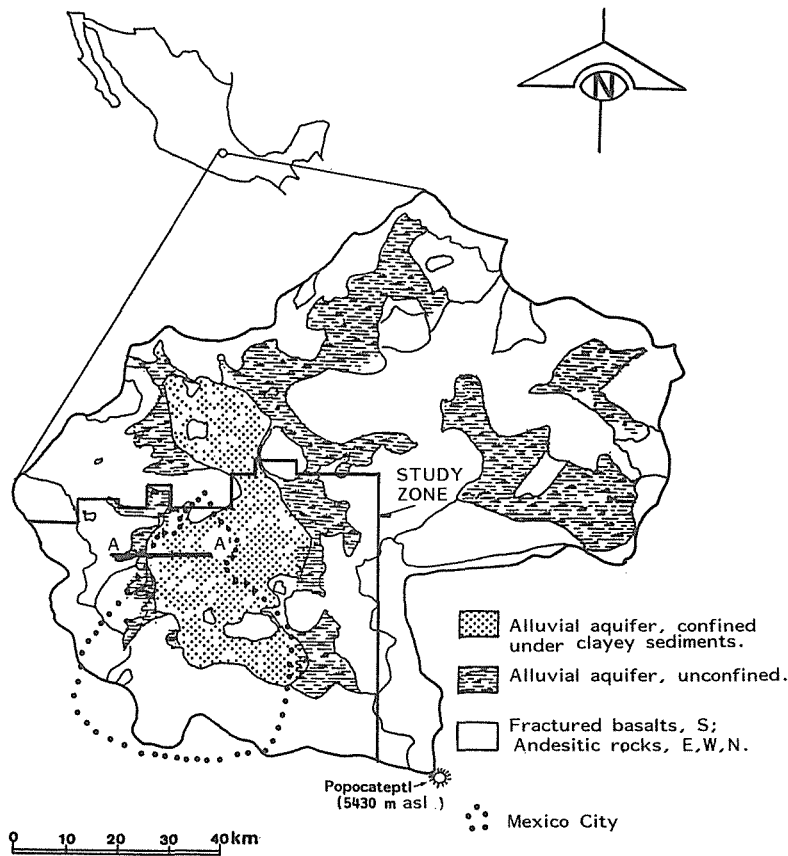 N
STUDY
ZONE
A A'
Alluvial aquifer, confined
under clayey sediments.
Alluvial aquifer, unconfined.
Fractured basalts, S;
Andesitic rocks, E,W,N.
Popocateptl
(5430 m asl.)
Mexico City
0 10 20 30 40km